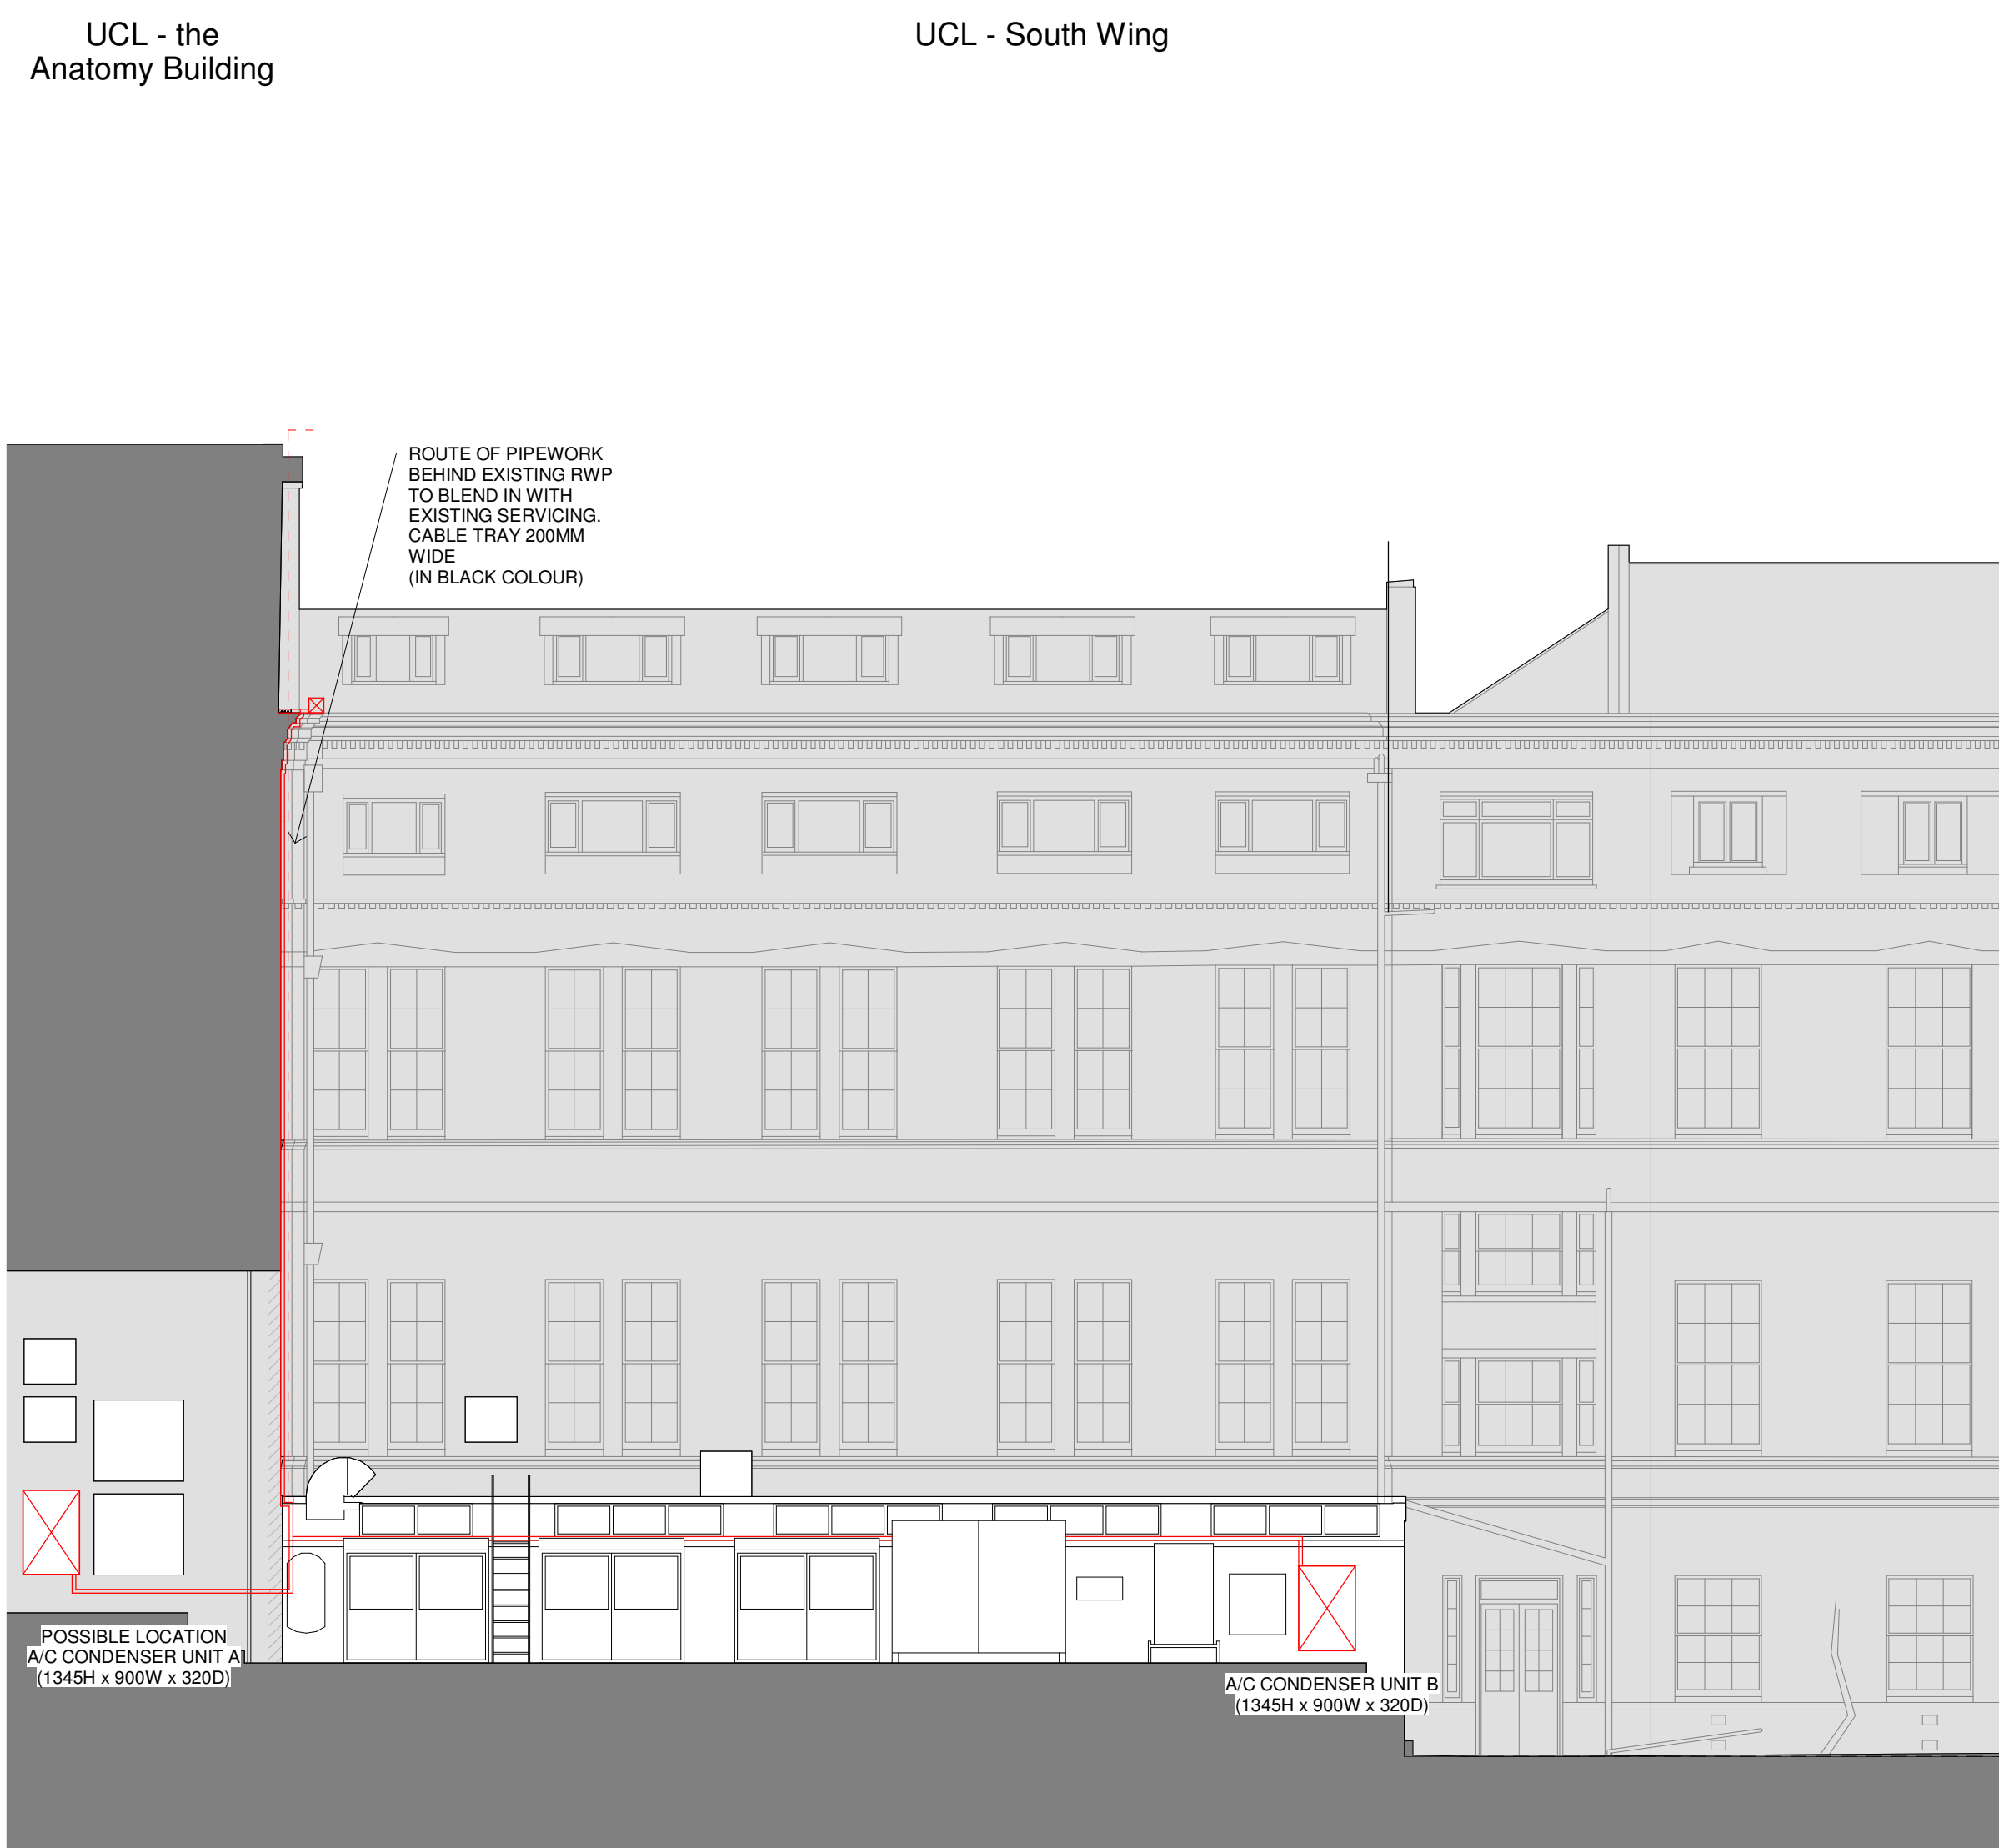 UCL - the
Anatomy Building
UCL - South Wing
ROUTE OF PIPEWORK
BEHIND EXISTING RWP
TO BLEND IN WITH
EXISTING SERVICING.
CABLE TRAY 200MM
WIDE
(IN BLACK COLOUR)
POSSIBLE LOCATION
A/C CONDENSER UNIT A
(1345H x 900W x 320D)
A/C CONDENSER UNIT B
(1345H x 900W x 320D)